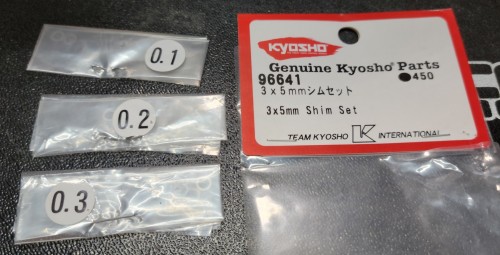 0.1
0.2
0.3
KYOSHO
Genuine Kyosho Parts
96641 ●450
3×5mmシムセット
3x5mm Shim Set
TEAM KYOSHO K INTERNATIONAL